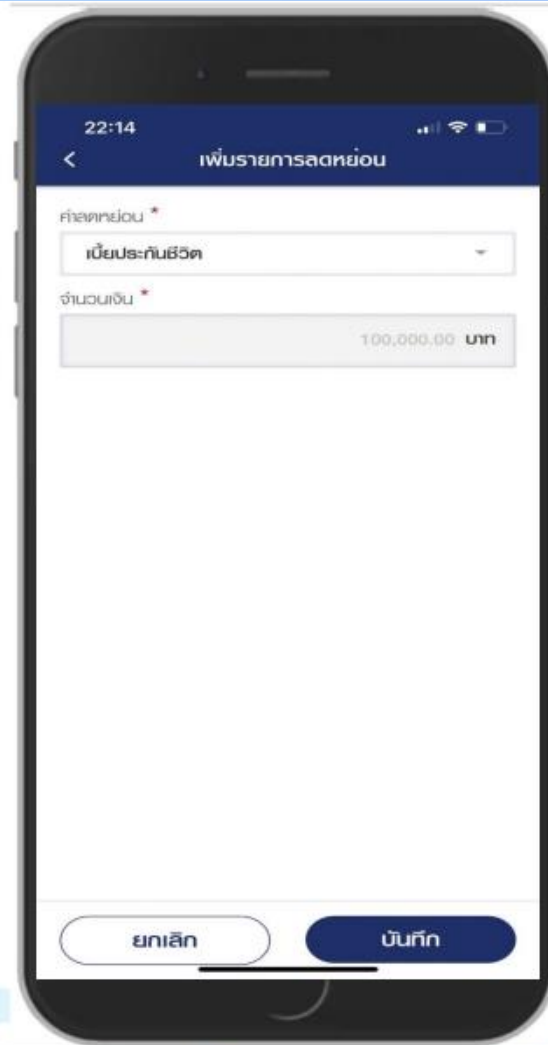 22:14
เพิ่มรายการลดหย่อน
ค่าลดหย่อน *
เบี้ยประกันชีวิต
จำนวนเงิน *
100,000.00 บาท
ยกเลิก
บันทึก